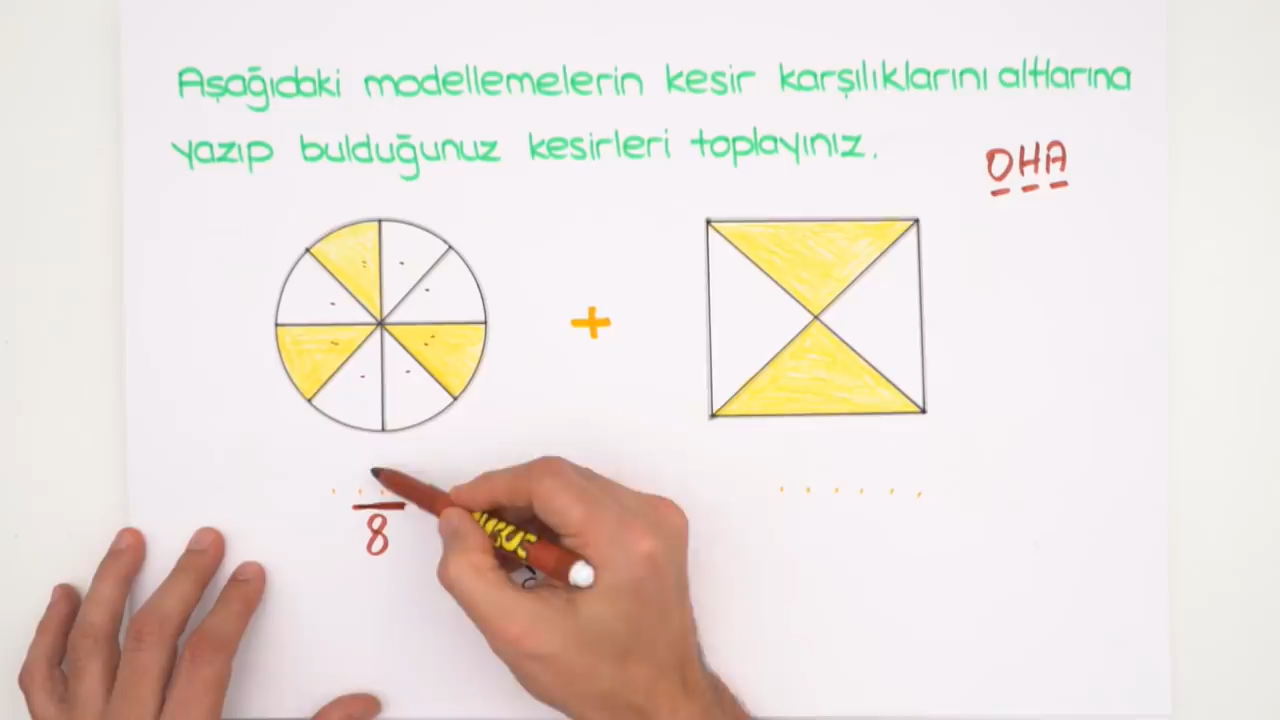 Aşağıdaki modellemelerin kesir karşılıklarını altlarına
yazıp bulduğunuz kesirleri toplayınız.
OHA
+
8